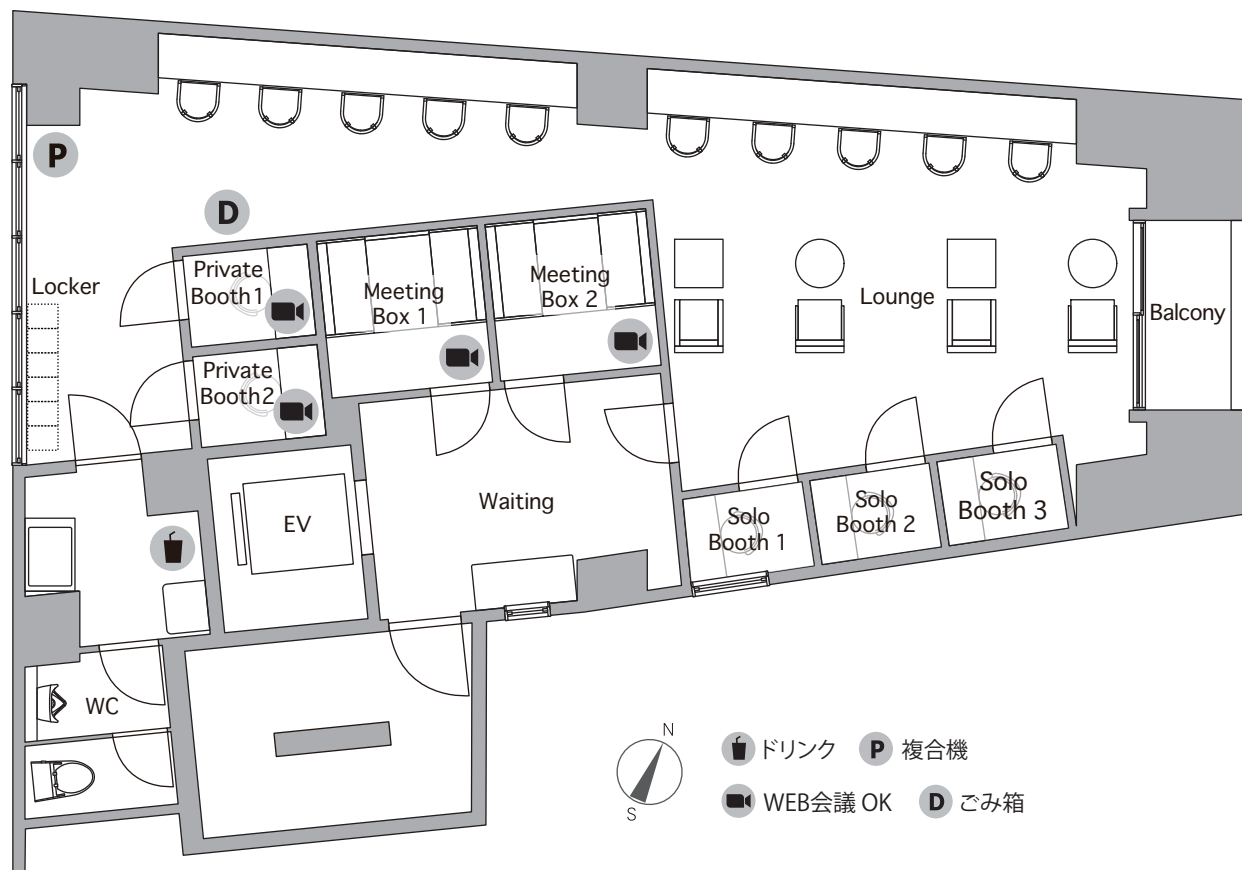 P
D
Locker
Private
Booth1
Meeting
Box 1
Meeting
Box 2
Lounge
Balcony
Private
Booth2
EV
Waiting
Solo
Booth 1
Solo
Booth 2
Solo
Booth 3
WC
N
S
ドリンク
P 複合機
WEB会議 OK
D ごみ箱